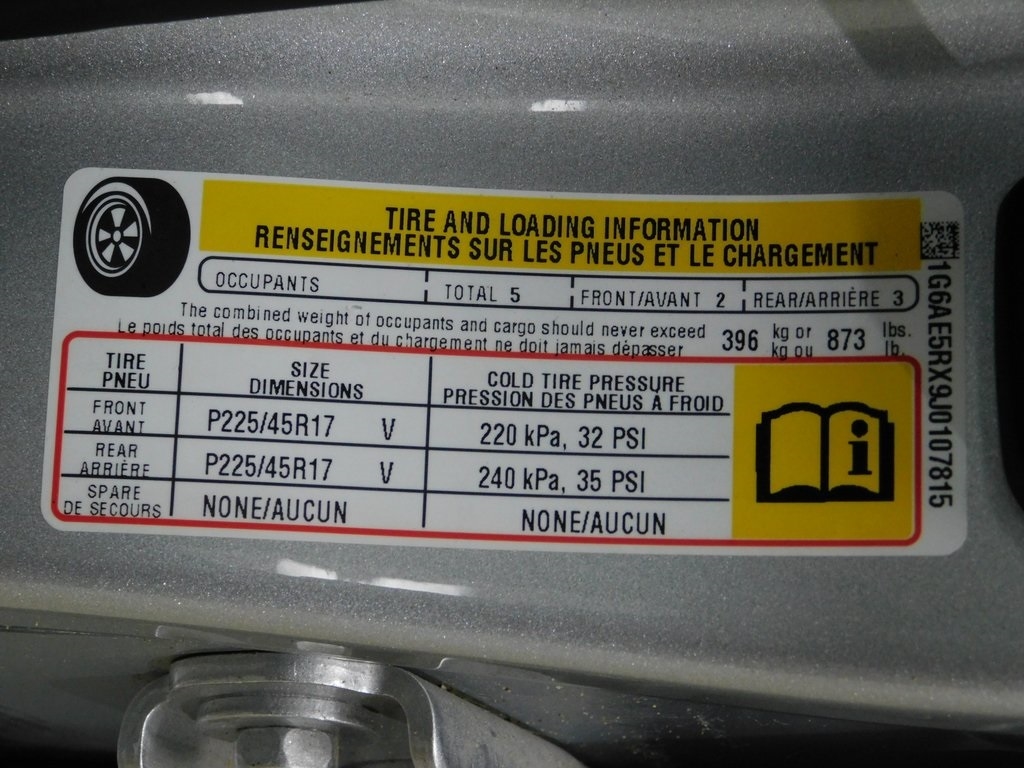 TIRE AND LOADING INFORMATION
RENSEIGNEMENTS SUR LES PNEUS ET LE CHARGEMENT
OCCUPANTS TOTAL 5 FRONT/AVANT 2 REAR/ARRIÈRE 3
The combined weight of occupants and cargo should never exceed 396 kg or 873 lbs.
Le poids total des occupants et du chargement ne doit jamais dépasser kg ou lb.
TIRE SIZE COLD TIRE PRESSURE
PNEU DIMENSIONS PRESSION DES PNEUS A FROID
FRONT
AVANT P225/45R17 V 220 kPa, 32 PSI
REAR
ARRIÈRE P225/45R17 V 240 kPa, 35 PSI
SPARE
DE SECOURS NONE/AUCUN NONE/AUCUN
i
1G6AE5RX9J0107815